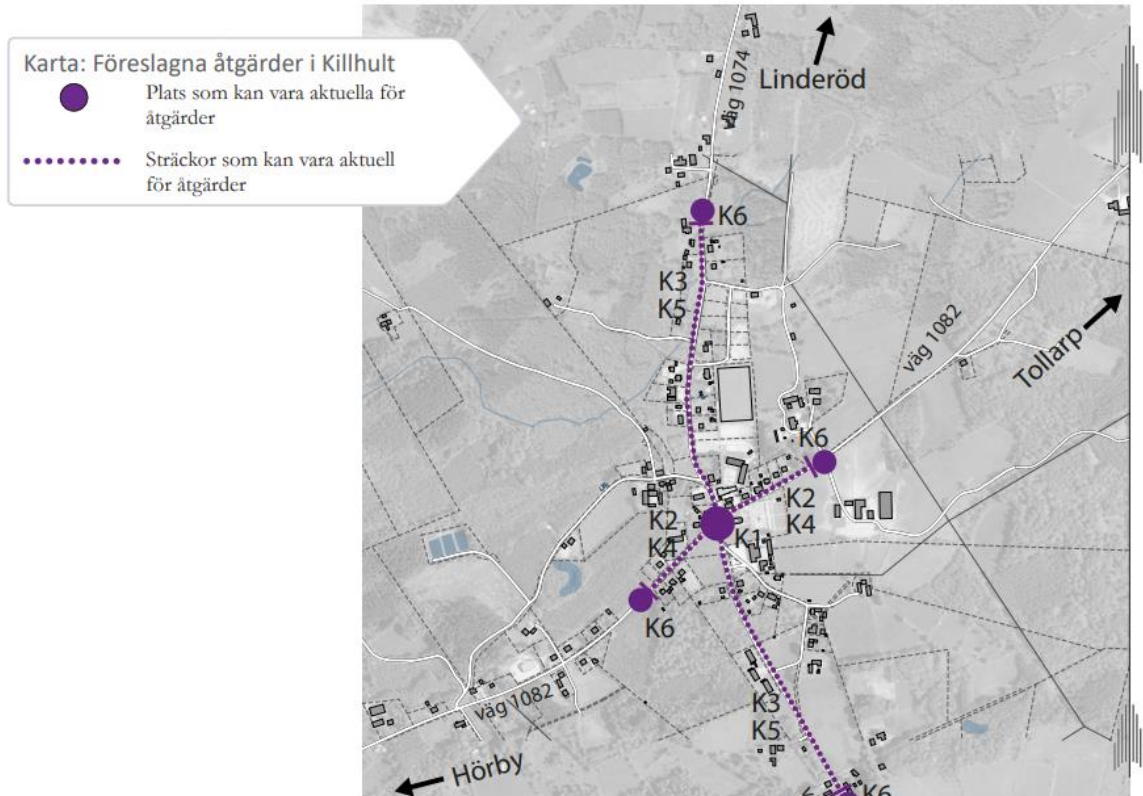 Karta: Föreslagna åtgärder i Killhult
Plats som kan vara aktuella för
åtgärder
Sträckor som kan vara aktuell
för åtgärder
Linderöd
väg 1074
K6
K3
K5
väg 1082
Tollarp
K6
K2
K4
K2
K4
K1
K6
väg 1082
K3
K5
Hörby
K6